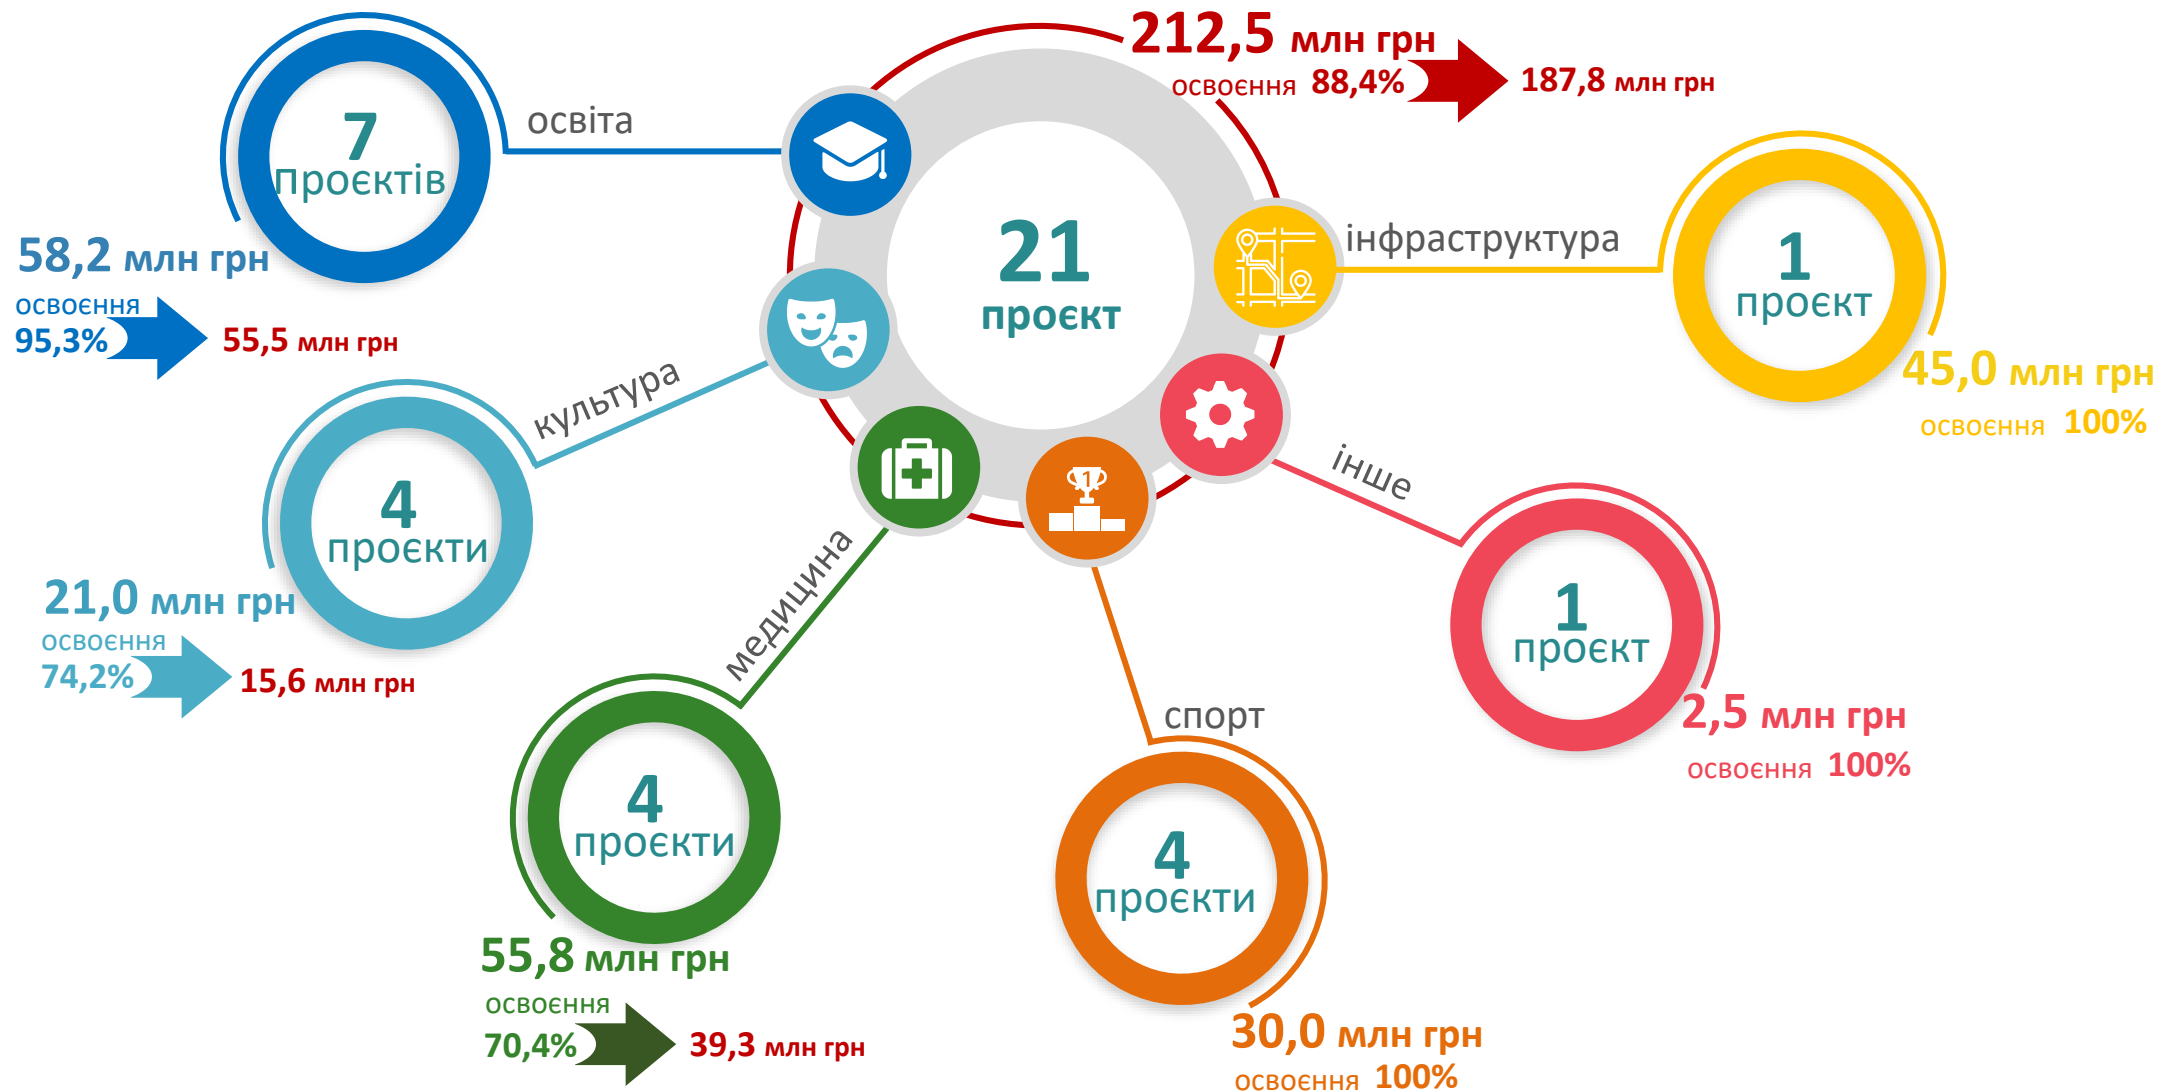 212,5 млн грн
освоєння 88,4%
187,8 млн грн
21
проєкт
освіта
7
проєктів
58,2 млн грн
освоєння
95,3%
55,5 млн грн
культура
4
проєкти
21,0 млн грн
освоєння
74,2%
15,6 млн грн
медицина
4
проєкти
55,8 млн грн
освоєння
70,4%
39,3 млн грн
1
спорт
4
проєкти
30,0 млн грн
освоєння 100%
інше
1
проєкт
2,5 млн грн
освоєння 100%
інфраструктура
1
проєкт
45,0 млн грн
освоєння 100%